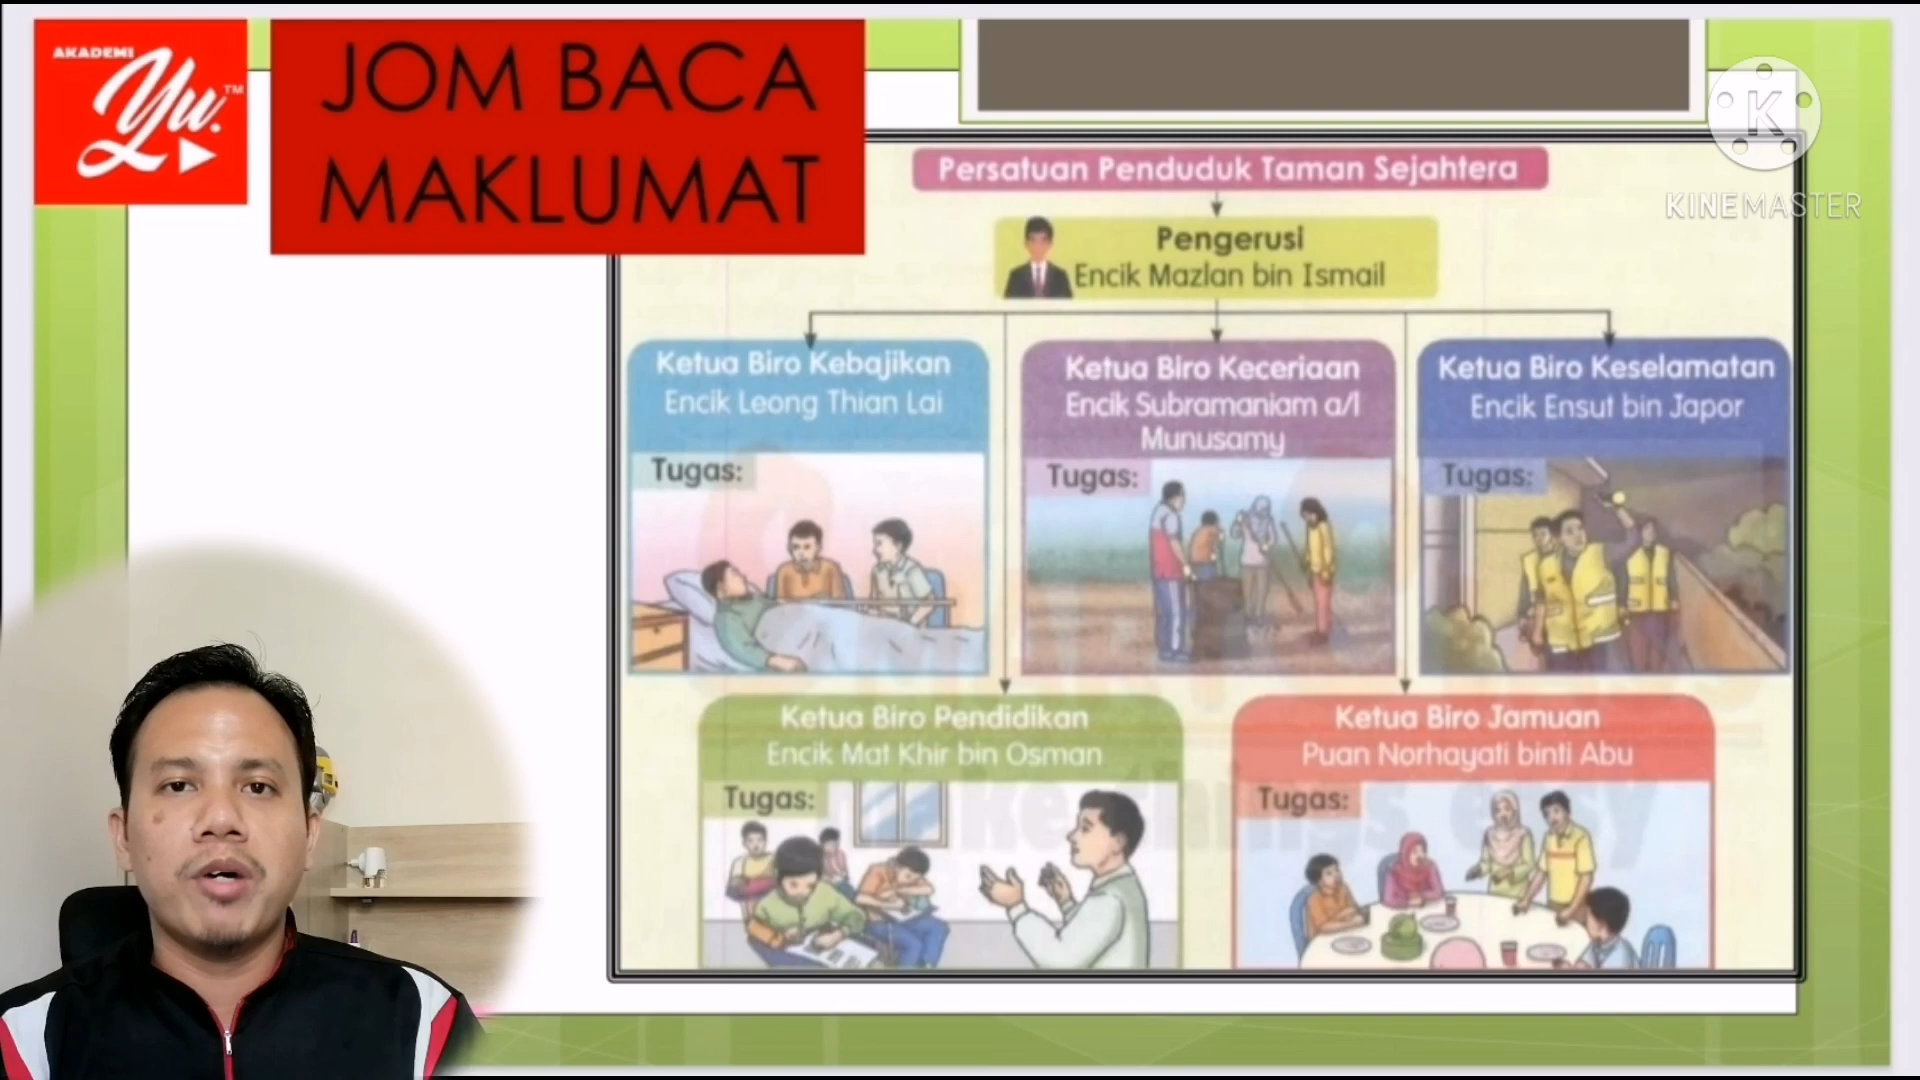 AKADEMI
Yu.
TM
JOM BACA
MAKLUMAT
KINEMASTER
Persatuan Penduduk Taman Sejahtera
Pengerusi
Encik Mazlan bin Ismail
Ketua Biro Kebajikan
Encik Leong Thian Lai
Tugas:
Ketua Biro Keceriaan
Encik Subramaniam a/l
Munusamy
Tugas:
Ketua Biro Keselamatan
Encik Ensut bin Japor
Tugas:
Ketua Biro Pendidikan
Encik Mat Khir bin Osman
Tugas:
Ketua Biro Jamuan
Puan Norhayati binti Abu
Tugas: